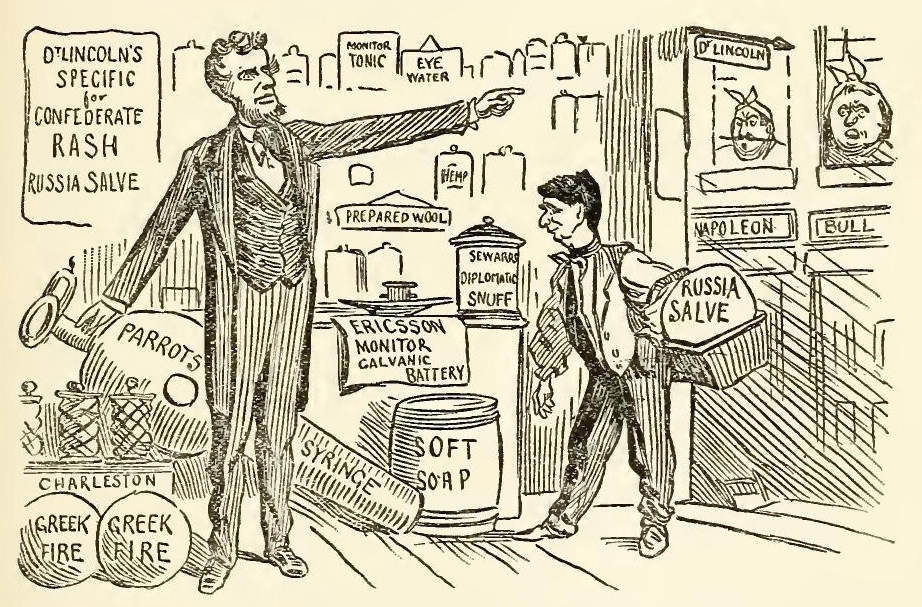 Dr LINCOLN'S
SPECIFIC
for
CONFEDERATE
RASH
RUSSIA SALVE
MONITOR
TONIC
EYE
WATER
Dr LINCOLN
HEMP
PREPARED WOOL
NAPOLEON
BULL
SEWARDS
DIPLOMATIC
SNUFF
RUSSIA
SALVE
ERICSSON
MONITOR
GALVANIC
BATTERY
PARROTS
SOFT
SOAP
SYRINGE
CHARLESTON
GREEK
FIRE
GREEK
FIRE